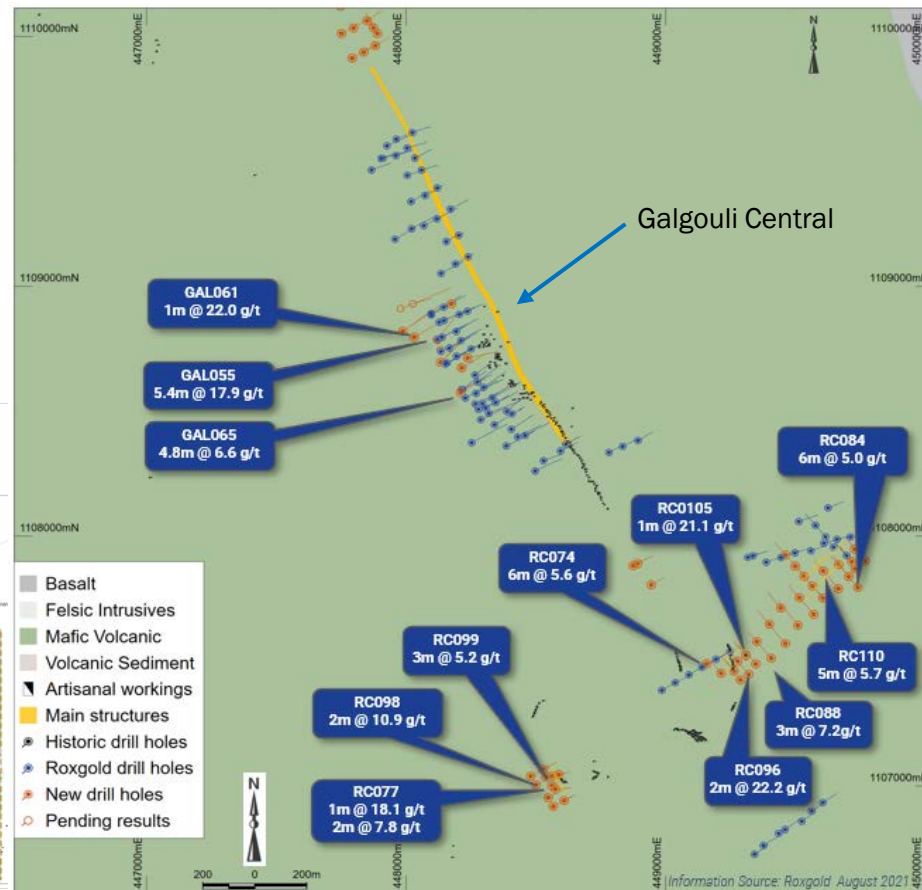 1110000mN
447000mE
448000mE
449000mE
450000mE
1110000mN
N
Galgouli Central
1109000mN
1109000mN
GAL061
1m @ 22.0 g/t
GAL055
5.4m @ 17.9 g/t
GAL065
4.8m @ 6.6 g/t
RC084
6m @ 5.0 g/t
RC0105
1m @ 21.1 g/t
1108000mN
1108000mN
RC074
6m @ 5.6 g/t
Basalt
Felsic Intrusives
Mafic Volcanic
Volcanic Sediment
Artisanal workings
Main structures
Historic drill holes
Roxgold drill holes
New drill holes
Pending results
RC099
3m @ 5.2 g/t
RC110
5m @ 5.7 g/t
RC098
2m @ 10.9 g/t
RC088
3m @ 7.2g/t
RC077
1m @ 18.1 g/t
2m @ 7.8 g/t
RC096
2m @ 22.2 g/t
1107000mN
N
200 0 200m
447000mE
448000mE
449000mE
Information Source: Roxgold August 2021